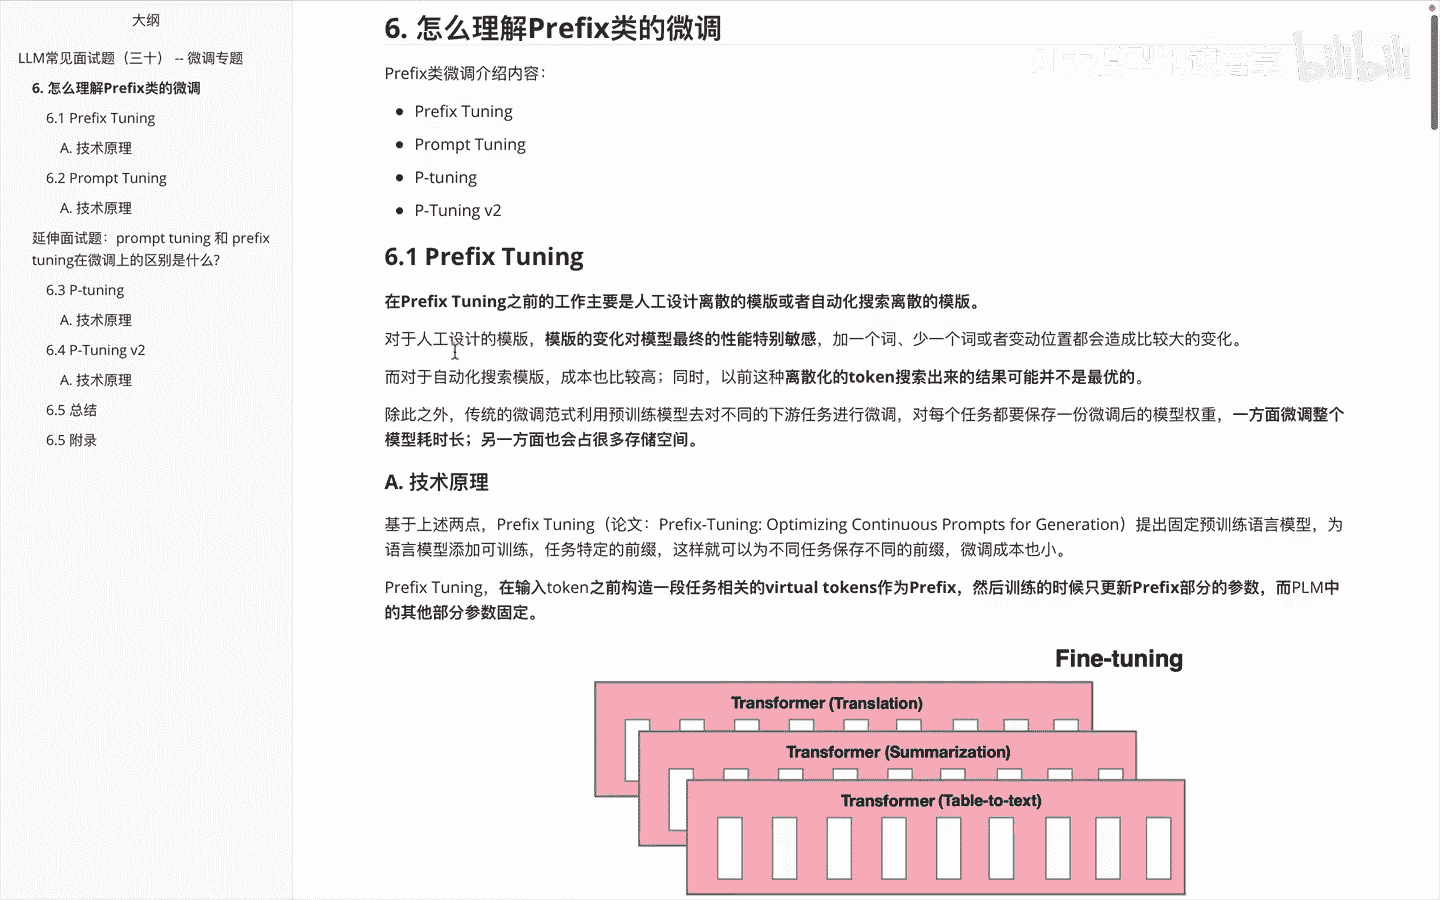 大纲
LLM常见面试题（三十） -- 微调专题
6. 怎么理解Prefix类的微调
6.1 Prefix Tuning
A. 技术原理
6.2 Prompt Tuning
A. 技术原理
延伸面试题：prompt tuning 和 prefix
tuning在微调上的区别是什么?
6.3 P-tuning
A. 技术原理
6.4 P-Tuning v2
A. 技术原理
6.5 总结
6.5 附录
6. 怎么理解Prefix类的微调
bilibili
Prefix类微调介绍内容：
Prefix Tuning
Prompt Tuning
P-tuning
P-Tuning v2
6.1 Prefix Tuning
在Prefix Tuning之前的工作主要是人工设计离散的模版或者自动化搜索离散的模版。
对于人工设计的模版，模版的变化对模型最终的性能特别敏感，加一个词、少一个词或者变动位置都会造成比较大的变化。
而对于自动化搜索模版，成本也比较高；同时，以前这种离散化的token搜索出来的结果可能并不是最优的。
除此之外，传统的微调范式利用预训练模型去对不同的下游任务进行微调，对每个任务都要保存一份微调后的模型权重，一方面微调整个
模型耗时长；另一方面也会占很多存储空间。
A. 技术原理
基于上述两点，Prefix Tuning（论文：Prefix-Tuning: Optimizing Continuous Prompts for Generation）提出固定预训练语言模型，为
语言模型添加可训练，任务特定的前缀，这样就可以为不同任务保存不同的前缀，微调成本也小。
Prefix Tuning，在输入token之前构造一段任务相关的virtual tokens作为Prefix，然后训练的时候只更新Prefix部分的参数，而PLM中
的其他部分参数固定。
Fine-tuning
Transformer (Translation)
Transformer (Summarization)
Transformer (Table-to-text)